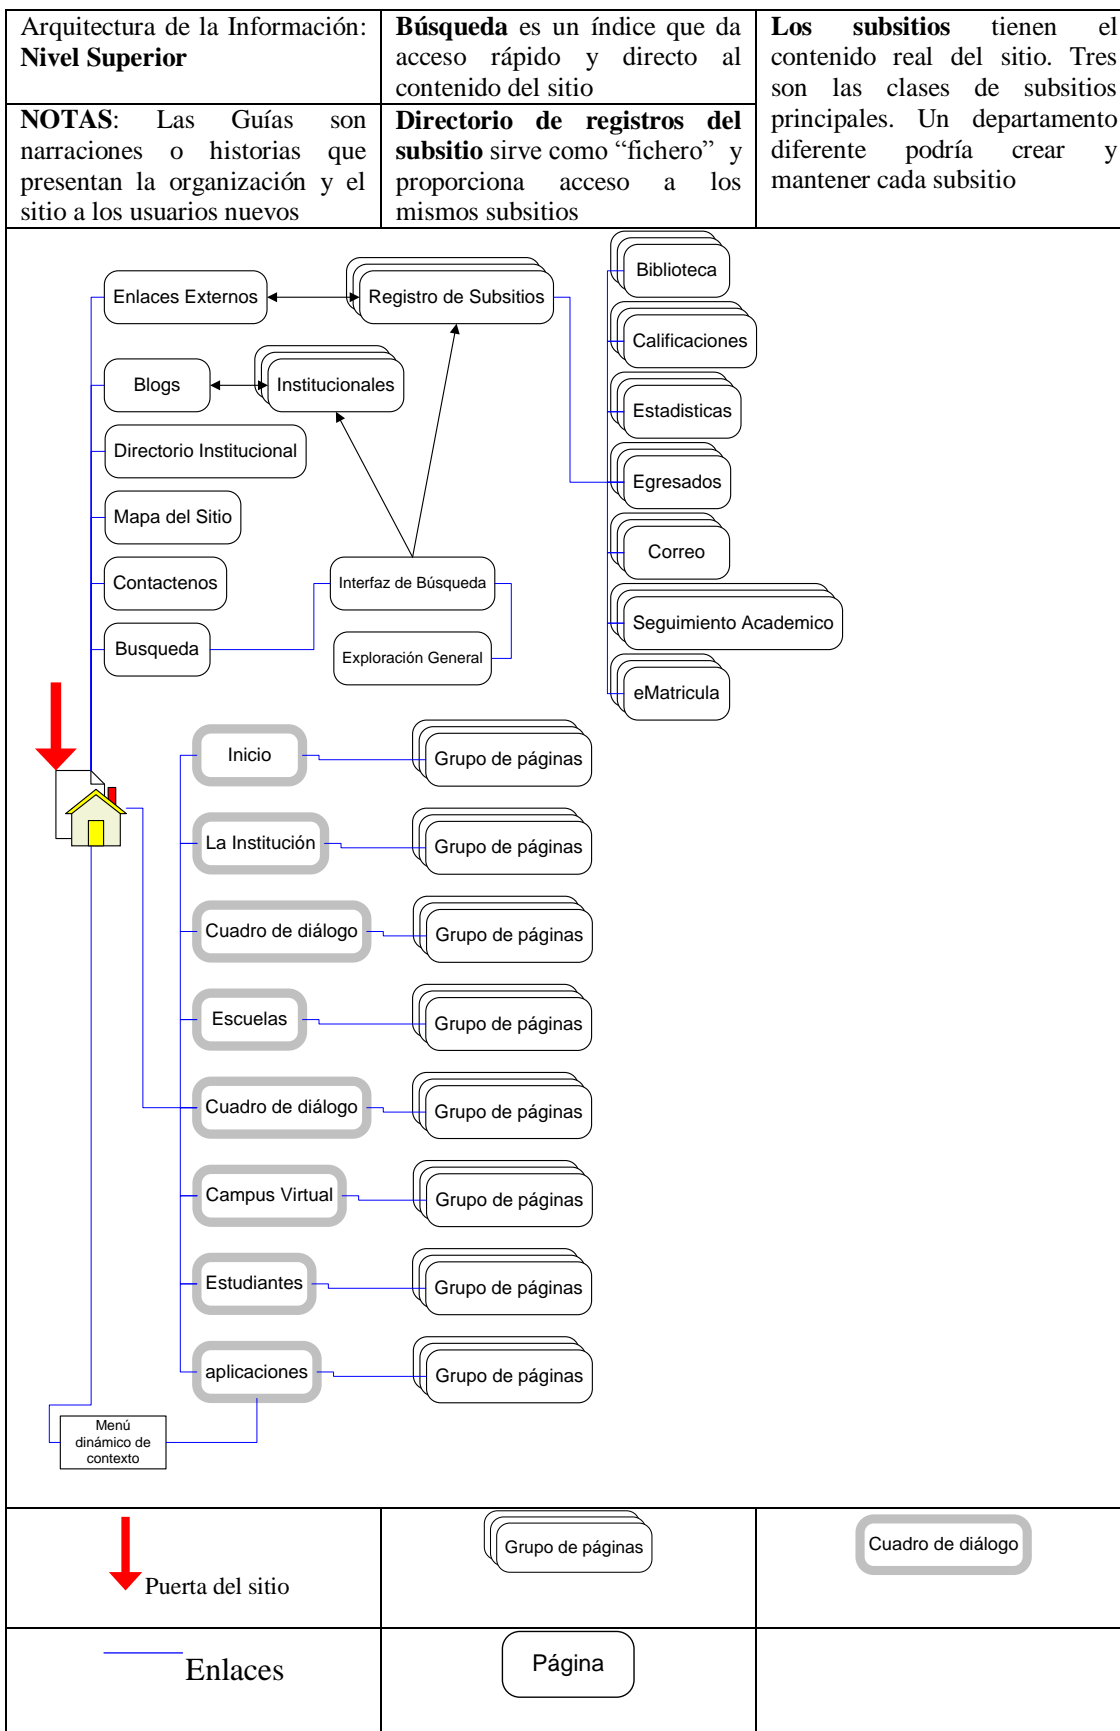 Arquitectura de la Información:
Nivel Superior
Búsqueda es un índice que da
acceso rápido y directo al
contenido del sitio
Los subsitios tienen el
contenido real del sitio. Tres
son las clases de subsitios
principales. Un departamento
diferente podría crear y
mantener cada subsitio
NOTAS: Las Guías son
narraciones o historias que
presentan la organización y el
sitio a los usuarios nuevos
Directorio de registros del
subsitio sirve como “fichero” y
proporciona acceso a los
mismos subsitios
Enlaces Externos
Registro de Subsitios
Blogs
Institucionales
Directorio Institucional
Mapa del Sitio
Contactenos
Busqueda
Interfaz de Búsqueda
Exploración General
Biblioteca
Calificaciones
Estadisticas
Egresados
Correo
Seguimiento Academico
eMatricula
Inicio
Grupo de páginas
La Institución
Grupo de páginas
Cuadro de diálogo
Grupo de páginas
Escuelas
Grupo de páginas
Cuadro de diálogo
Grupo de páginas
Campus Virtual
Grupo de páginas
Estudiantes
Grupo de páginas
aplicaciones
Grupo de páginas
Menú
dinámico de
contexto
Puerta del sitio
Grupo de páginas
Cuadro de diálogo
Enlaces
Página